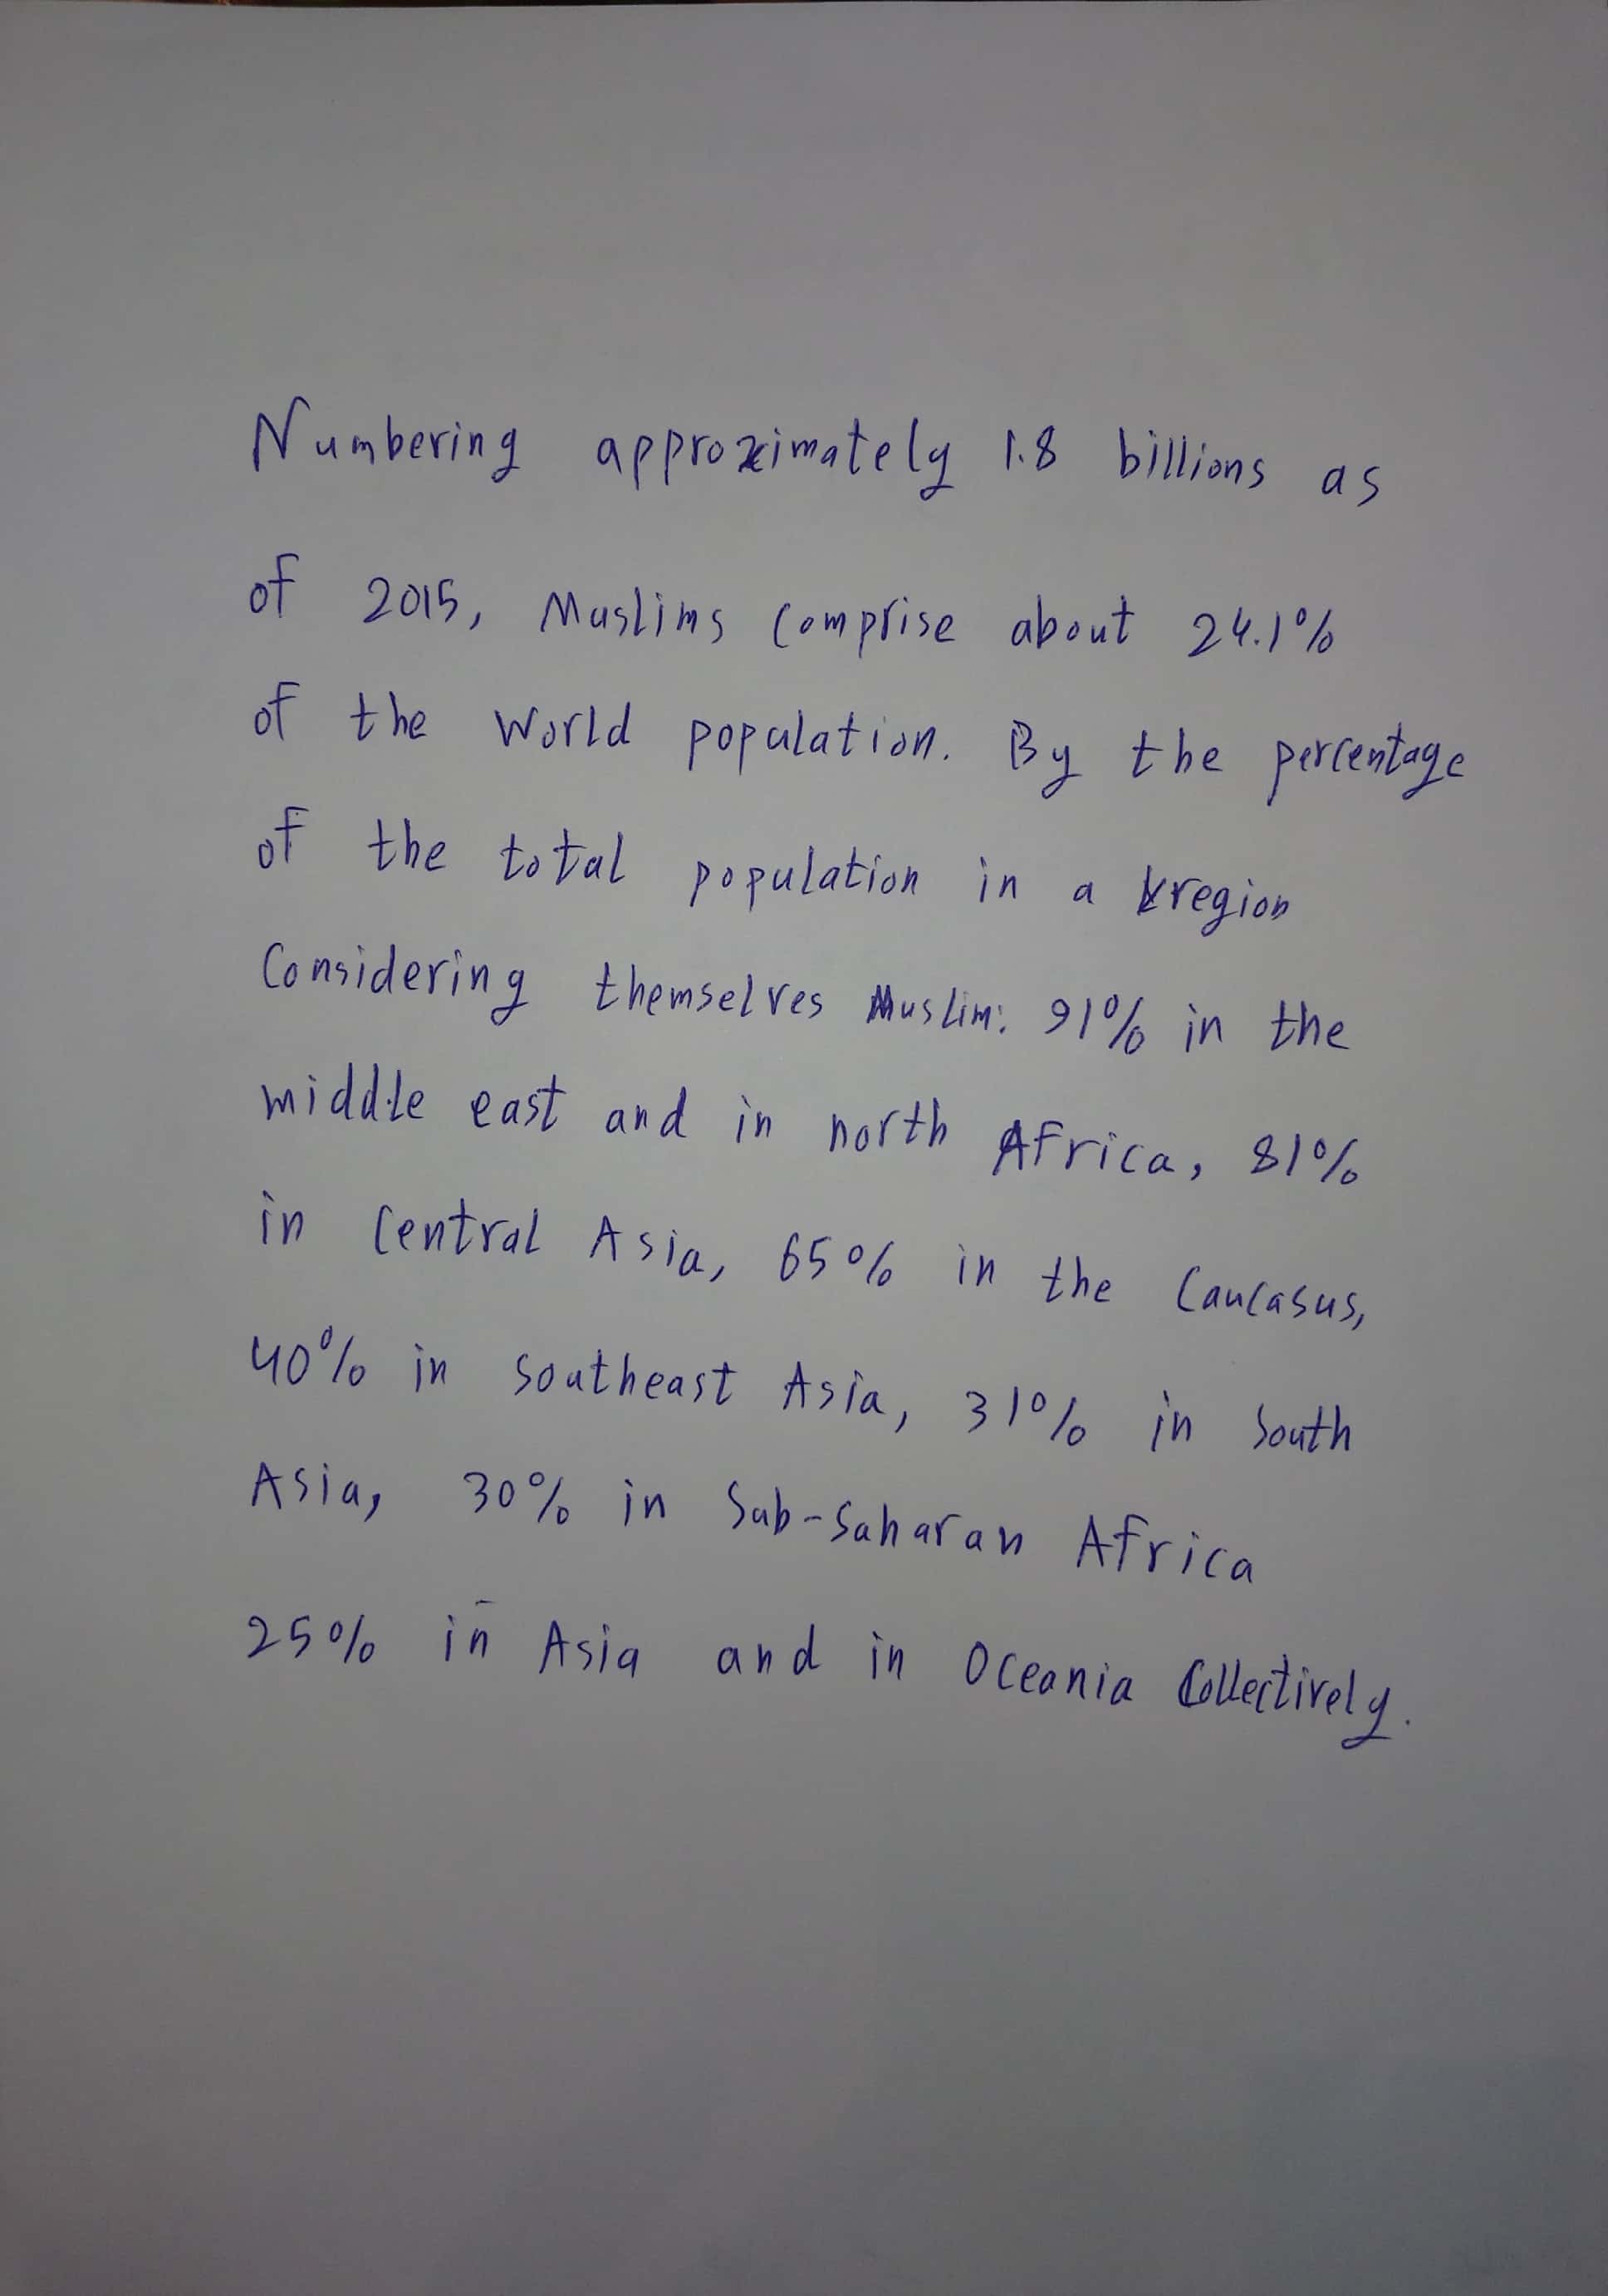 Numbering approximately 1.8 billions as
of 2015, Muslims comprise about 24.1%
of the World population. By the percentage
of the total population in a region
Considering themselves Muslim: 91% in the
middle east and in north Africa, 81%
in Central Asia, 65% in the Caucasus,
40% in southeast Asia, 31% in South
Asia, 30% in Sub-Saharan Africa
25% in Asia and in Oceania Collectively.